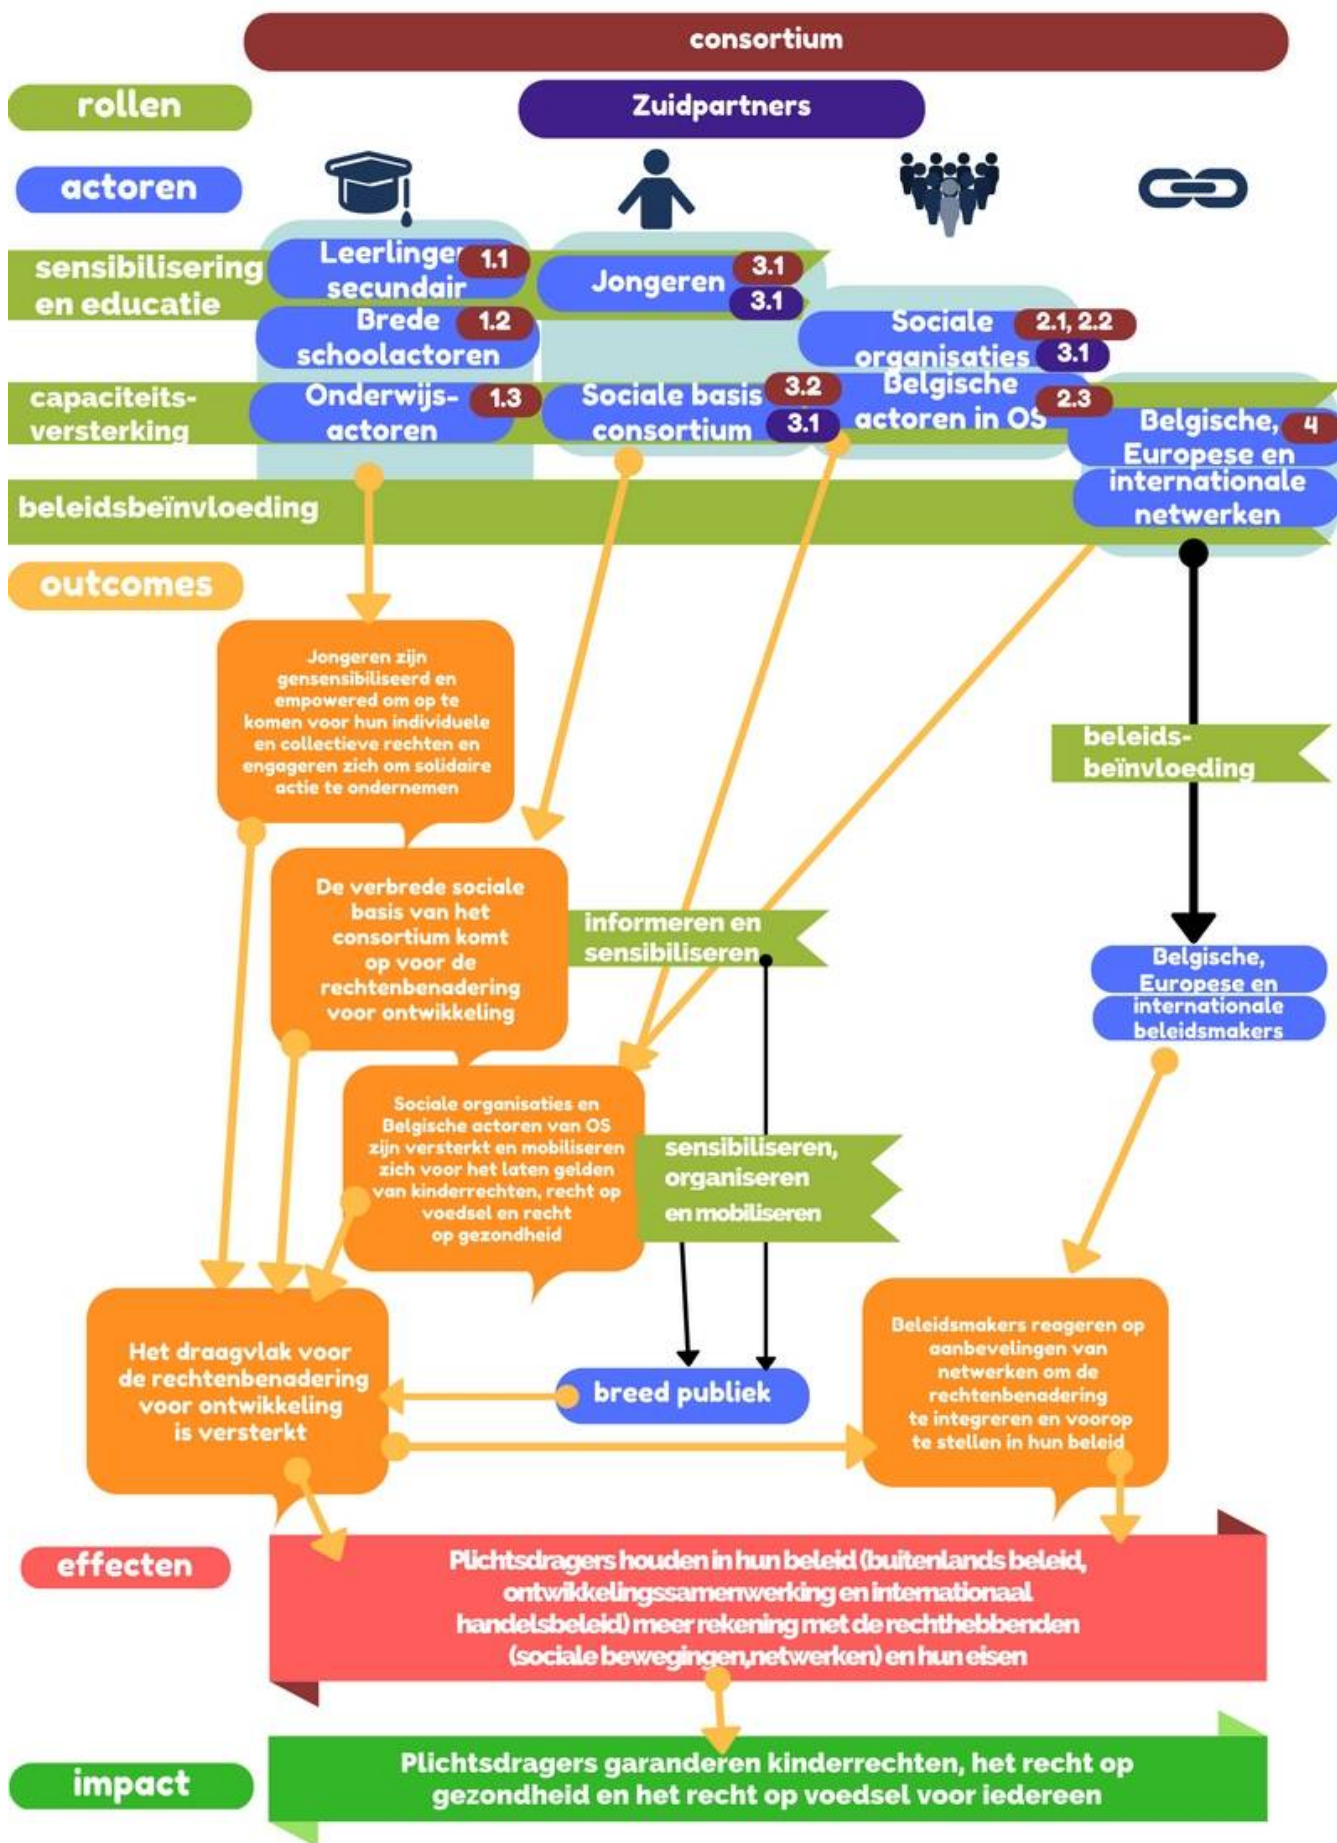 consortium
rollen
Zuidpartners
actoren
sensibilisering
en educatie
Leerlinge
secundair
1.1
Jongeren
3.1
3.1
Brede
schoolactoren
1.2
Sociale
organisaties
2.1, 2.2
3.1
capaciteits-
versterking
Onderwijs-
actoren
1.3
Sociale basis
consortium
3.2
3.1
Belgische
actoren in OS
2.3
Belgische,
Europese en
internationale
netwerken
4
beleidsbeïnvloeding
outcomes
Jongeren zijn
gensensibiliseerd en
empowered om op te
komen voor hun individuele
en collectieve rechten en
engageren zich om solidaire
actie te ondernemen
beleids-
beïnvloeding
De verbrede sociale
basis van het
consortium komt
op voor de
rechtenbenadering
voor ontwikkeling
informeren en
sensibiliseren
Belgische,
Europese en
internationale
beleidsmakers
Sociale organisaties en
Belgische actoren van OS
zijn versterkt en mobiliseren
zich voor het laten gelden
van kinderrechten, recht op
voedsel en recht
op gezondheid
sensibiliseren,
organiseren
en mobiliseren
Het draagvlak voor
de rechtenbenadering
voor ontwikkeling
is versterkt
breed publiek
Beleidsmakers reageren op
aanbevelingen van
netwerken om de
rechtenbenadering
te integreren en voorop
te stellen in hun beleid
effecten
Plichtsdragers houden in hun beleid (buitenlands beleid,
ontwikkelingssamenwerking en internationaal
handelsbeleid) meer rekening met de rechthebbenden
(sociale bewegingen,netwerken) en hun eisen
impact
Plichtsdragers garanderen kinderrechten, het recht op
gezondheid en het recht op voedsel voor iedereen